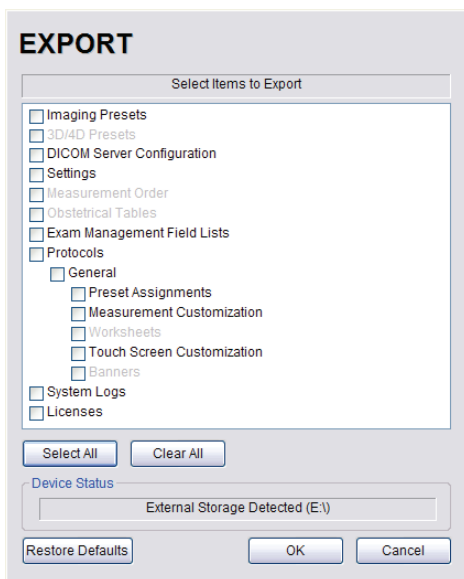 EXPORT
Select Items to Export
Imaging Presets
3D/4D Presets
DICOM Server Configuration
Settings
Measurement Order
Obstetrical Tables
Exam Management Field Lists
Protocols
General
Preset Assignments
Measurement Customization
Worksheets
Touch Screen Customization
Banners
System Logs
Licenses
Select All Clear All
Device Status
External Storage Detected (E:\)
Restore Defaults OK Cancel